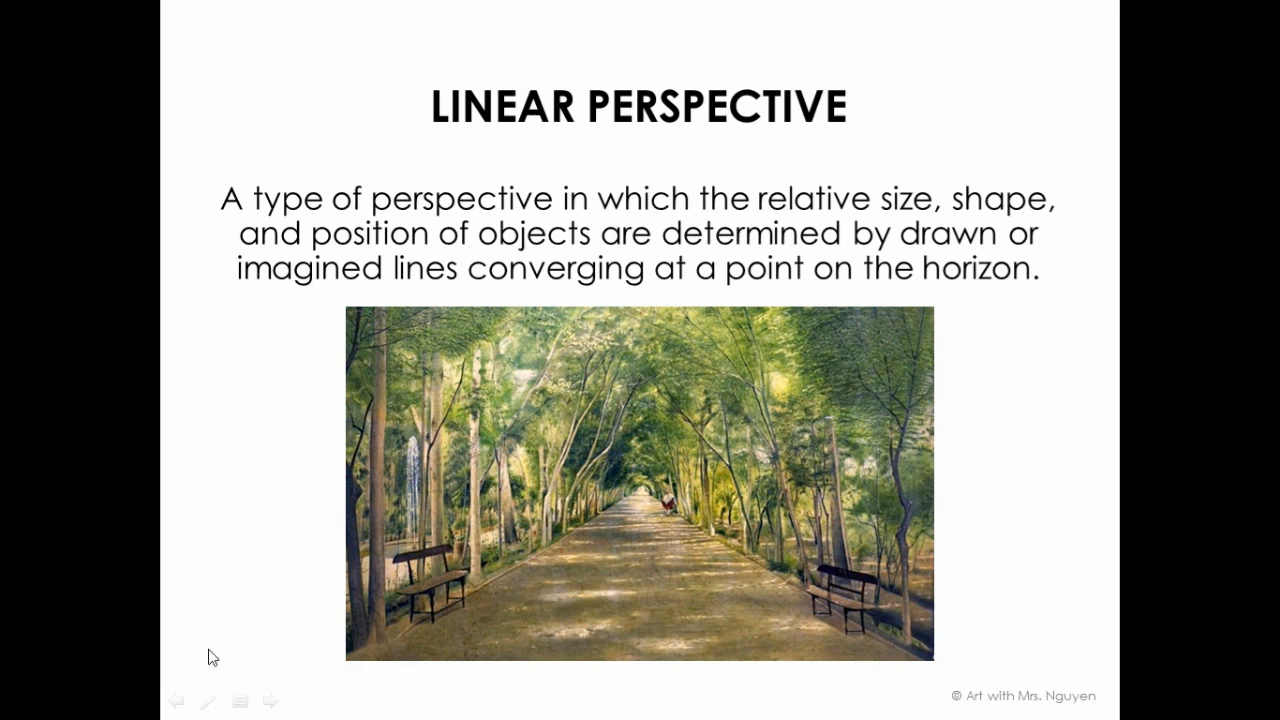 LINEAR PERSPECTIVE
A type of perspective in which the relative size, shape,
and position of objects are determined by drawn or
imagined lines converging at a point on the horizon.
© Art with Mrs. Nguyen